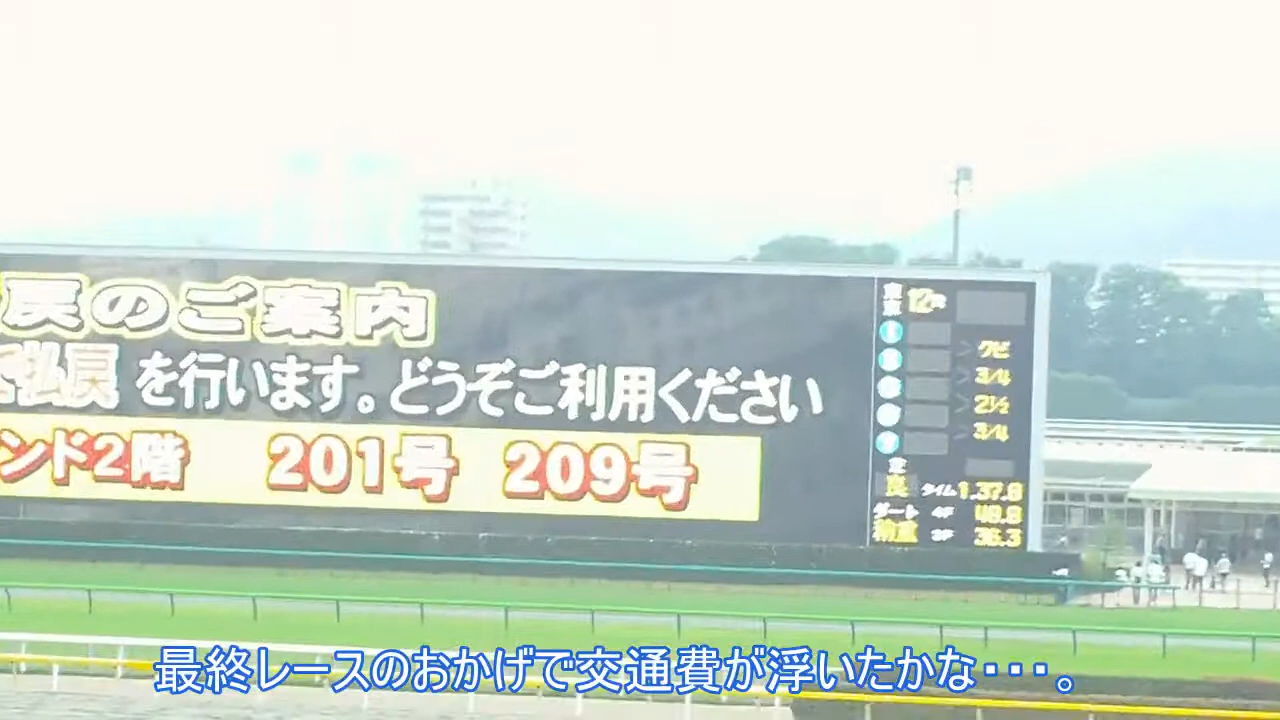 戻のご案内
払戻 を行います。どうぞご利用ください
ンド2階 201号 209号
東京 12R
クビ
3/4
2½
3/4
芝
良 タイム 1.37.8
ダート 4F
稍重 3F 36.3
最終レースのおかげで交通費が浮いたかな・・・。